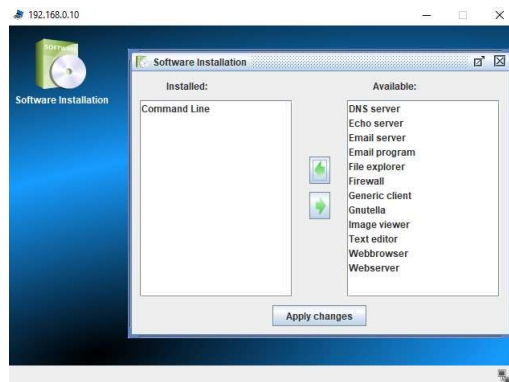 192.168.0.10
SOFTWARE
Software Installation
Software Installation
Installed:
Available:
Command Line
DNS server
Echo server
Email server
Email program
File explorer
Firewall
Generic client
Gnutella
Image viewer
Text editor
Webbrowser
Webserver
Apply changes